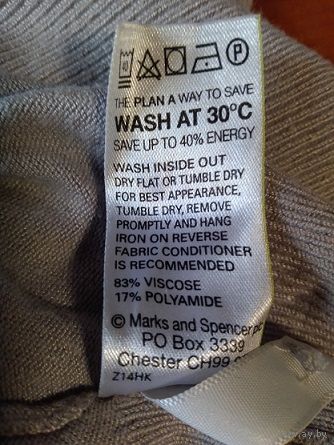 P
THE PLAN A WAY TO SAVE
WASH AT 30°C
SAVE UP TO 40% ENERGY
WASH INSIDE OUT
DRY FLAT OR TUMBLE DRY
FOR BEST APPEARANCE,
TUMBLE DRY, REMOVE
PROMPTLY AND HANG
IRON ON REVERSE
FABRIC CONDITIONER
IS RECOMMENDED
83% VISCOSE
17% POLYAMIDE
© Marks and Spencer
PO Box 3339
Chester CH99
Z14HK